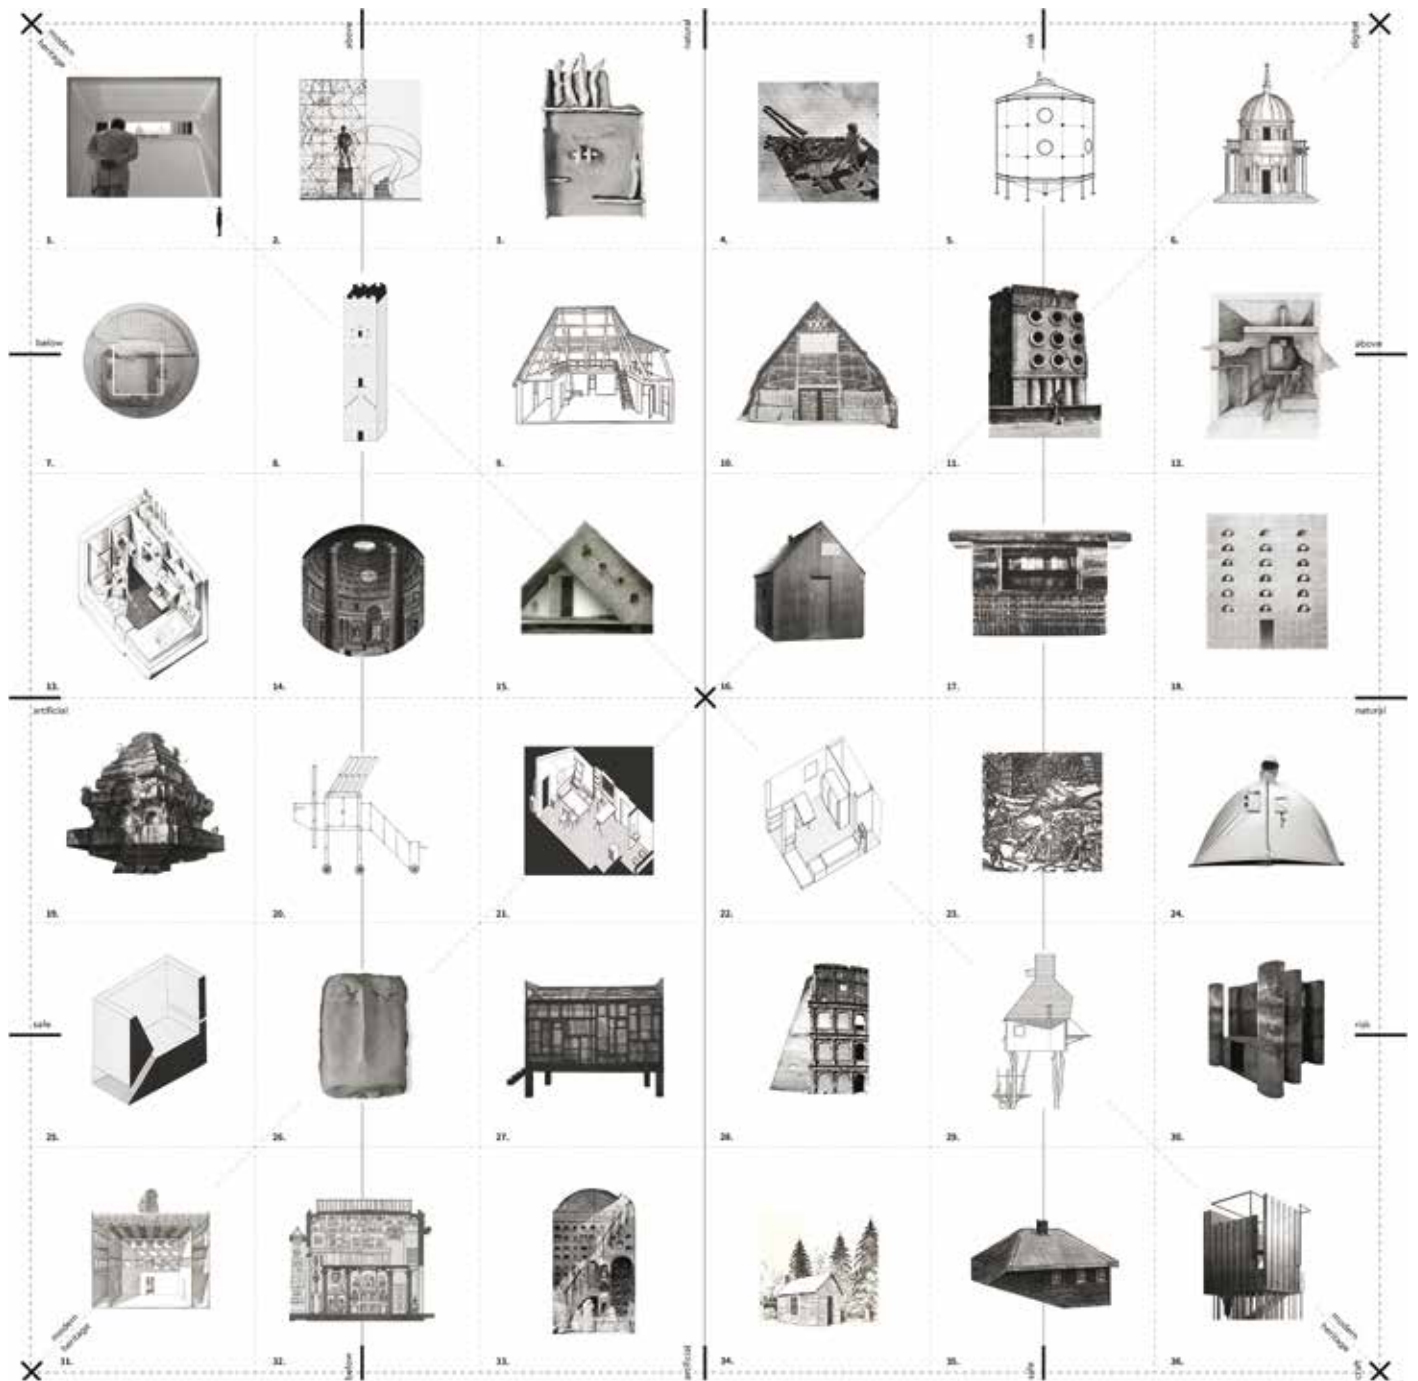 modern
heritage
above
natural
risk
digital
1.
2.
3.
4.
5.
6.
below
above
7.
8.
9.
10.
11.
12.
13.
14.
15.
16.
17.
18.
artificial
natural
19.
20.
21.
22.
23.
24.
safe
risk
25.
26.
27.
28.
29.
30.
modern
heritage
below
artificial
safe
modern
heritage
craft
31.
32.
33.
34.
35.
36.